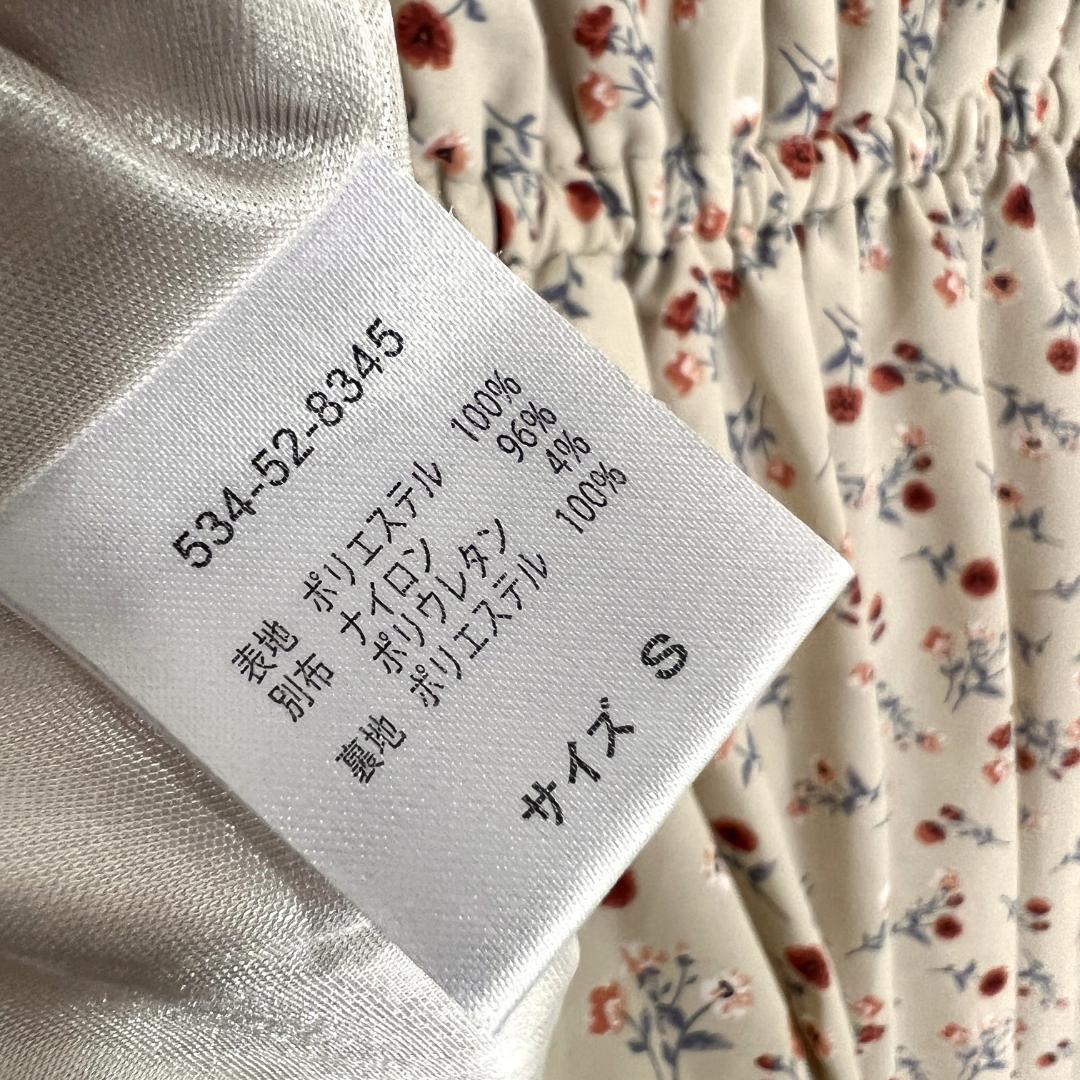 534-52-8345
表地 ポリエステル 100%
別布 ナイロン 96%
ポリウレタン 4%
裏地 ポリエステル 100%
サイズ S